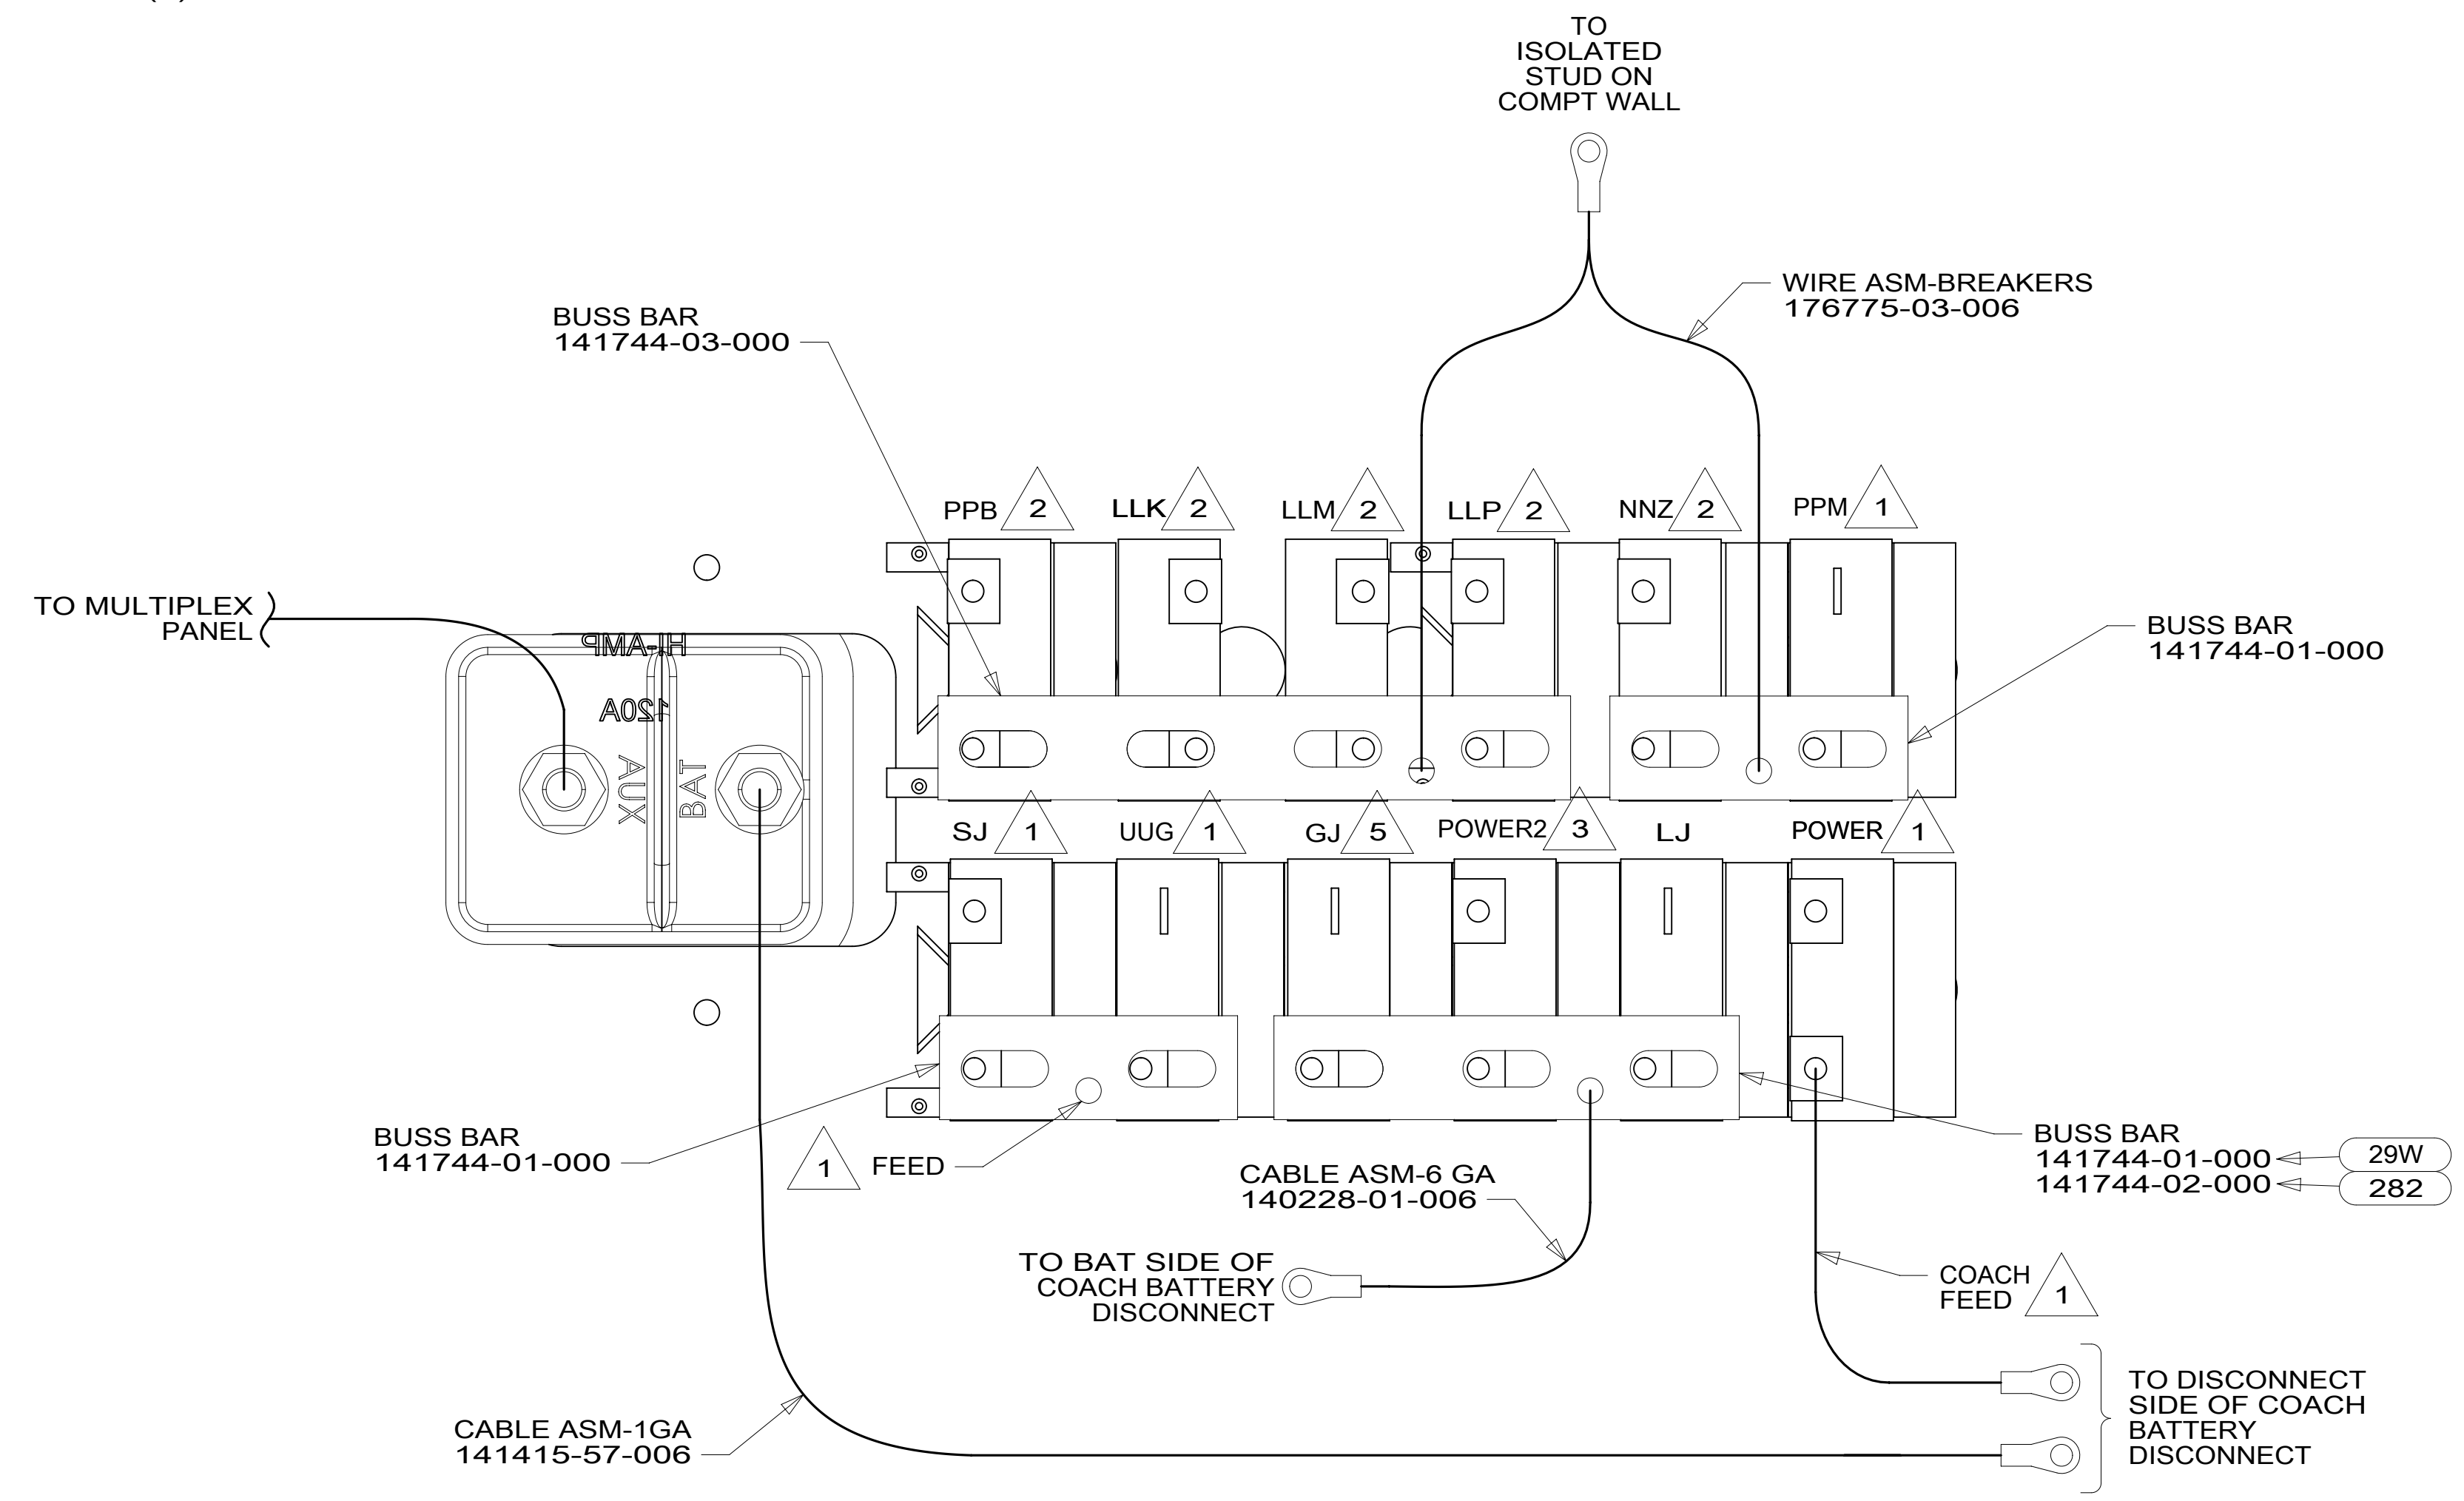 TO
ISOLATED
STUD ON
COMPT WALL
WIRE ASM-BREAKERS
176775-03-006
BUSS BAR
141744-03-000
PPB 2
LLK 2
LLM 2
LLP 2
NNZ 2
PPM 1
TO MULTIPLEX
PANEL
HI-AMP
120A
AUX
BAT
BUSS BAR
141744-01-000
SJ 1
UUG 1
GJ 5
POWER2 3
LJ
POWER 1
BUSS BAR
141744-01-000
1 FEED
CABLE ASM-6 GA
140228-01-006
BUSS BAR
141744-01-000 29W
141744-02-000 282
TO BAT SIDE OF
COACH BATTERY
DISCONNECT
COACH
FEED 1
CABLE ASM-1GA
141415-57-006
TO DISCONNECT
SIDE OF COACH
BATTERY
DISCONNECT